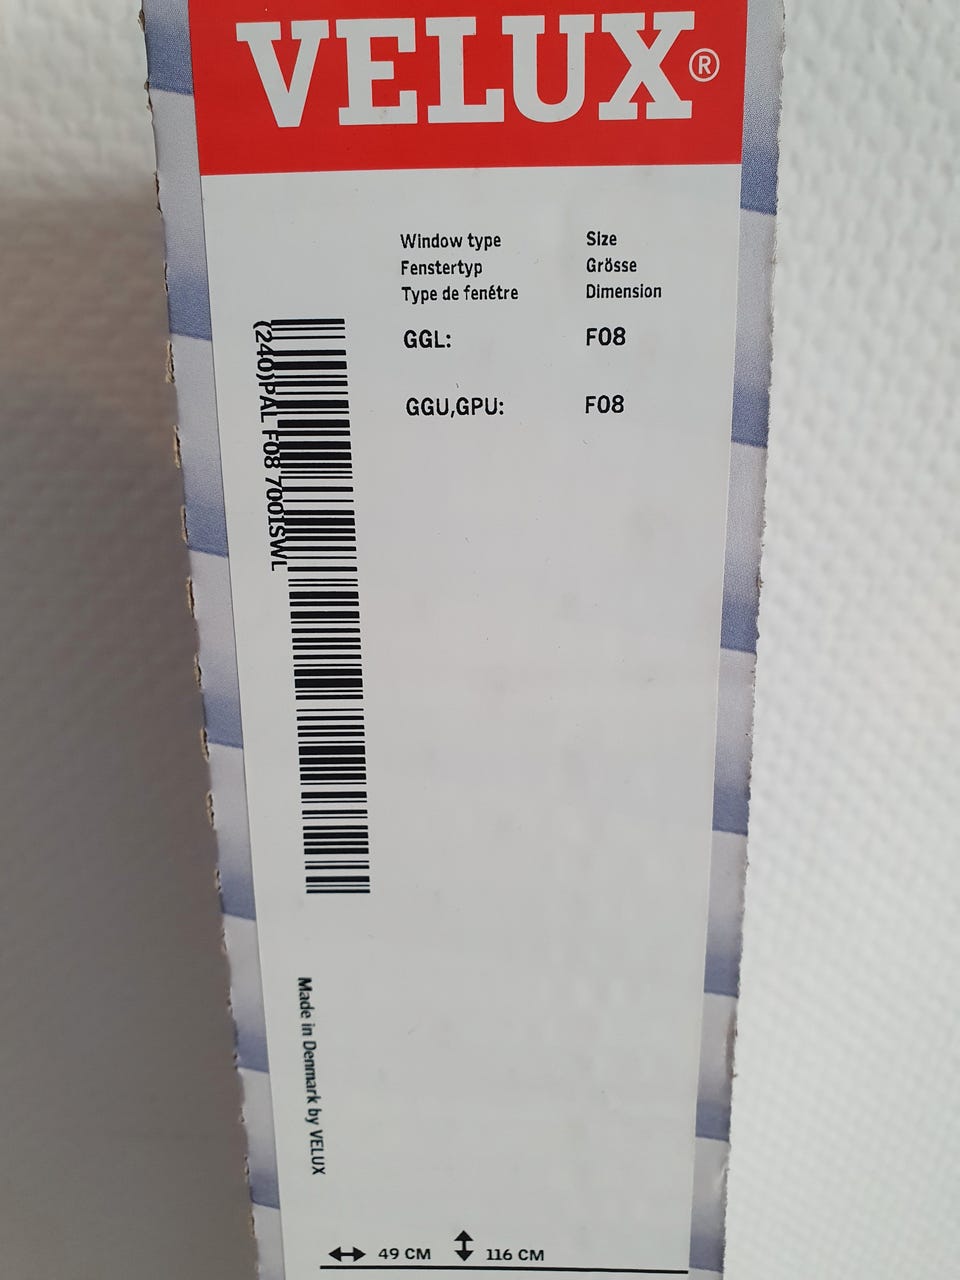 VELUX®
Window type Size
Fenstertyp Grösse
Type de fenétre Dimension
GGL: F08
GGU,GPU: F08
(240)PAL F08 7001SWL
Made in Denmark by VELUX
49 CM 116 CM